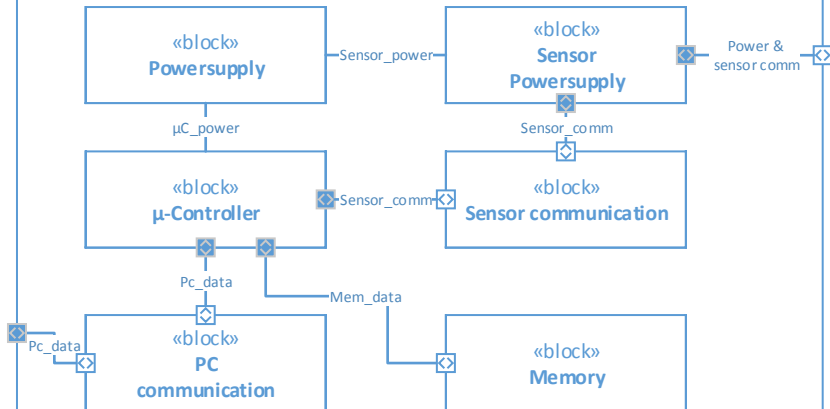 «block»
Powersupply
Sensor_power
«block»
Sensor
Powersupply
Power &
sensor comm
µC_power
Sensor_comm
«block»
µ-Controller
Sensor_comm
«block»
Sensor communication
Pc_data
Mem_data
Pc_data
«block»
PC
communication
«block»
Memory